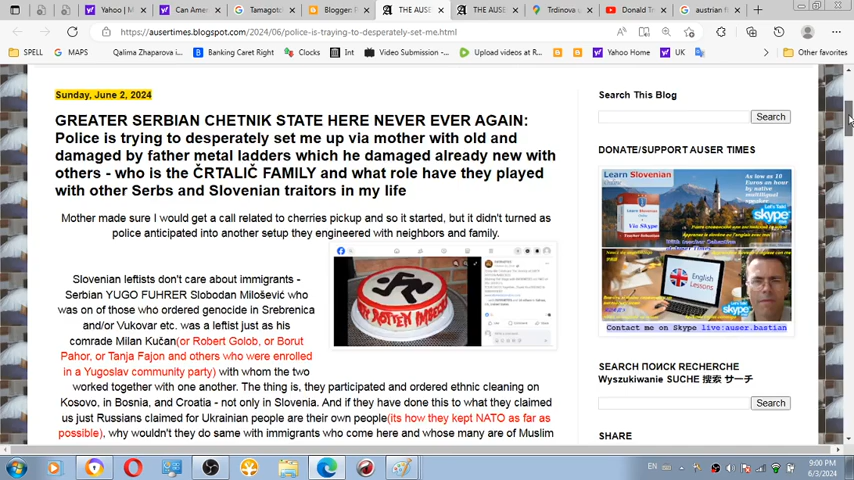 Yahoo | M
Can Amer
Tamagoto
Blogger: P
THE AUSE
THE AUSE
Trdinova u
Donald Tr
austrian f
https://ausertimes.blogspot.com/2024/06/police-is-traying-to-desperately-set-me.html
SPELL
MAPS
Qalima Zhaparova i...
Banking Caret Right
Clocks
Int
Video Submission -...
Upload videos at R...
Yahoo Home
UK
Other favorites
Sunday, June 2, 2024
GREATER SERBIAN CHETNIK STATE HERE NEVER EVER AGAIN:
Police is trying to desperately set me up via mother with old and
damaged by father metal ladders which he damaged already new with
others - who is the ČRTALIČ FAMILY and what role have they played
with other Serbs and Slovenian traitors in my life
Mother made sure I would get a call related to cherries pickup and so it started, but it didn't turned as
police anticipated into another setup they engineered with neighbors and family.
Slovenian leftists don't care about immigrants -
Serbian YUGO FUHRER Slobodan Milošević who
was on of those who ordered genocide in Srebrenica
and/or Vukovar etc. was a leftist just as his
comrade Milan Kučan(or Robert Golob, or Borut
Pahor, or Tanja Fajon and others who were enrolled
in a Yugoslav community party) with whom the two
worked together with one another. The thing is, they participated and ordered ethnic cleaning on
Kosovo, in Bosnia, and Croatia - not only in Slovenia. And if they have done this to what they claimed
us just Russians claimed for Ukrainian people are their own people(its how they kept NATO as far as
possible), why wouldn't they do same with immigrants who come here and whose many are of Muslim
Search This Blog
Search
DONATE/SUPPORT AUSER TIMES
Learn Slovenian
As low as 10
Euros an hour by
native
multilingual
speaker
Let's Talk
skype
Via Skype
English
Lessons
Let's Talk
skype
Contact me on Skype live:auser.bastian
SEARCH ПОИСК RECHERCHE
Wyszukiwanie SUCHE 搜索 サーチ
Search
SHARE
EN
9:00 PM
6/3/2024